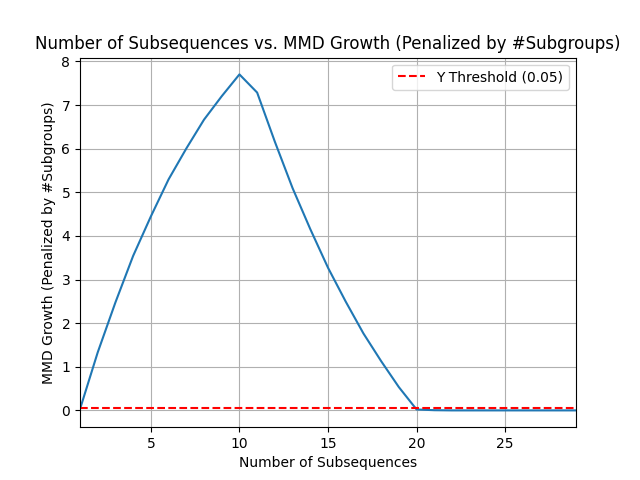 Number of Subsequences vs. MMD Growth (Penalized by #Subgroups)
MMD Growth (Penalized by #Subgroups)
8
7
6
5
4
3
2
1
0
Y Threshold (0.05)
5 10 15 20 25
Number of Subsequences